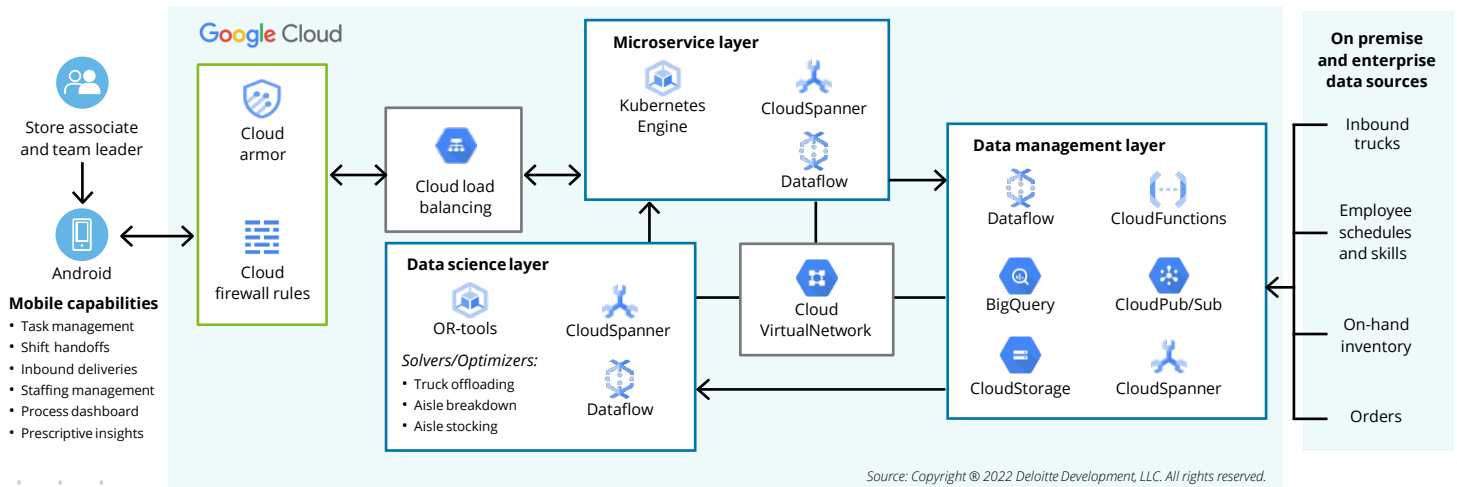 Google Cloud
Store associate
and team leader
Android
Mobile capabilities
• Task management
• Shift handoffs
• Inbound deliveries
• Staffing management
• Process dashboard
• Prescriptive insights
Cloud
armor
Cloud
firewall rules
Cloud load
balancing
Microservice layer
Kubernetes
Engine
CloudSpanner
Dataflow
Data science layer
OR-tools
CloudSpanner
Solvers/Optimizers:
• Truck offloading
• Aisle breakdown
• Aisle stocking
Dataflow
Cloud
VirtualNetwork
Data management layer
Dataflow
CloudFunctions
BigQuery
CloudPub/Sub
CloudStorage
CloudSpanner
On premise
and enterprise
data sources
Inbound
trucks
Employee
schedules
and skills
On-hand
inventory
Orders
Source: Copyright ® 2022 Deloitte Development, LLC. All rights reserved.